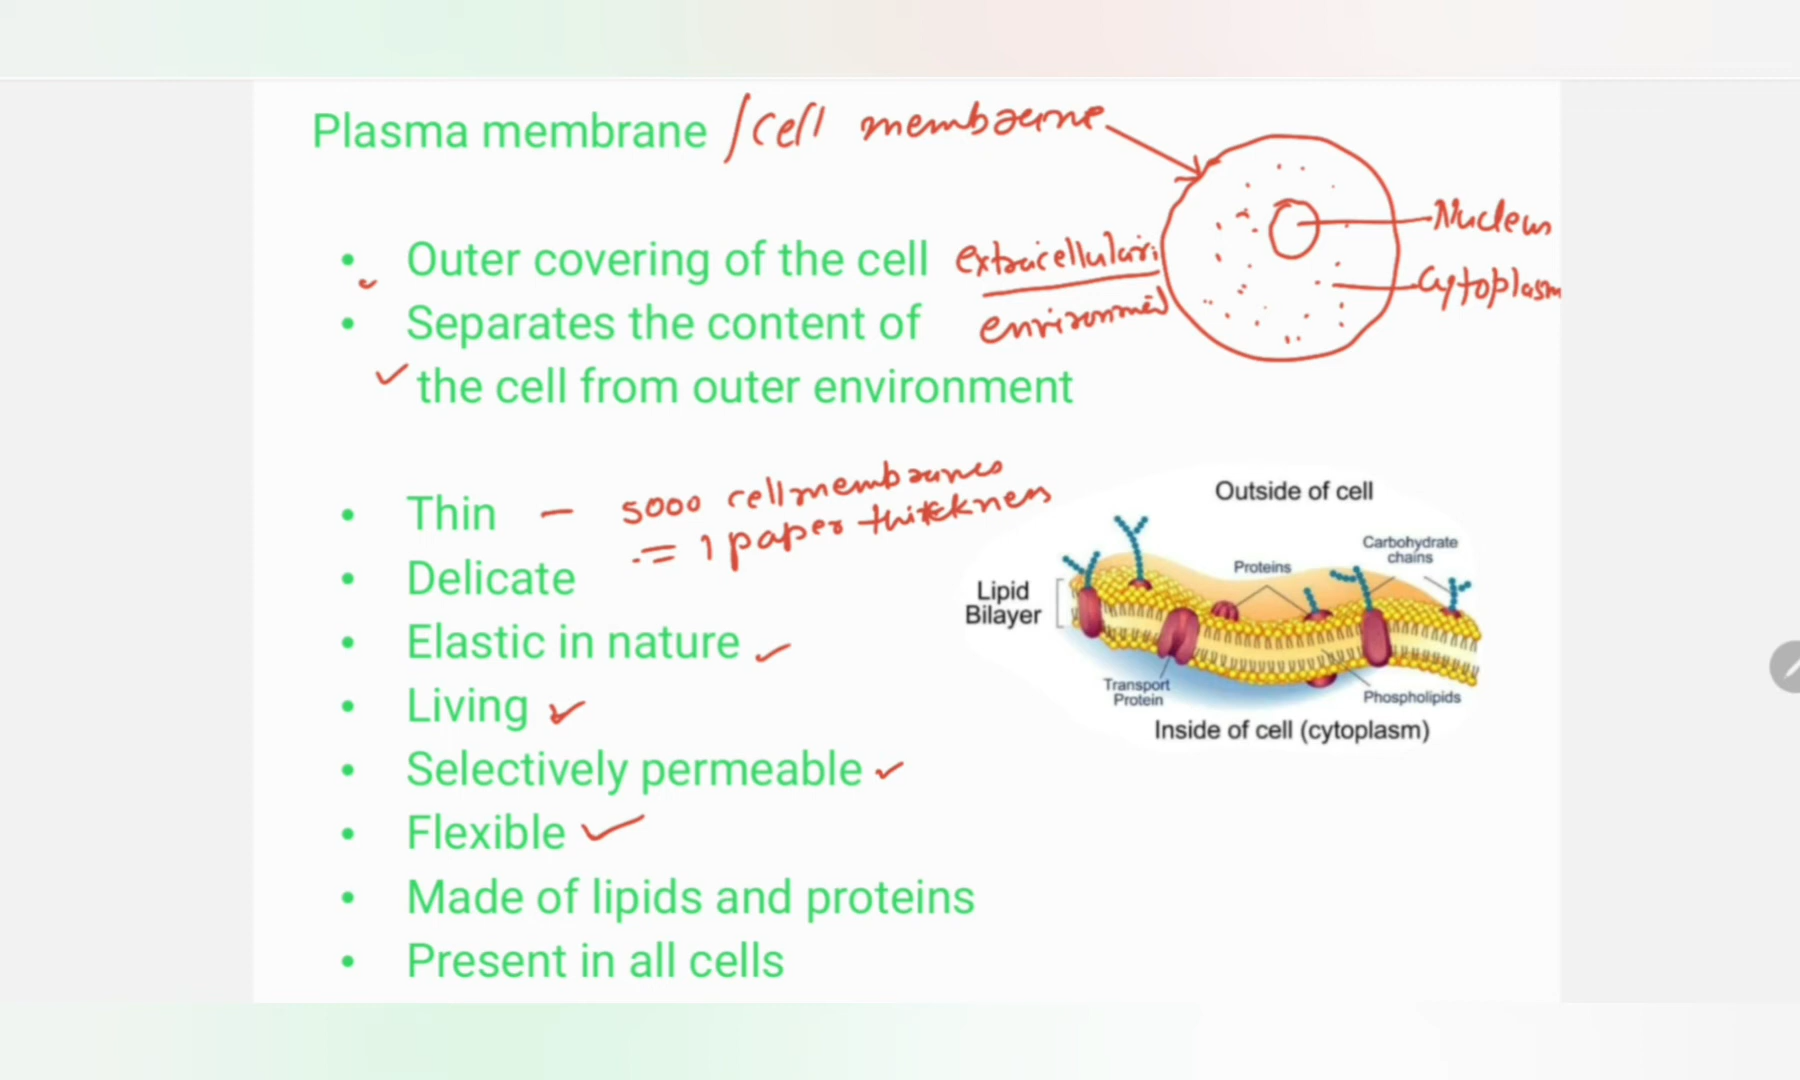 Plasma membrane / cell membrane
Nucleus
• Outer covering of the cell
extracellular
Cytoplasm
• Separates the content of
the cell from outer environment
• Thin – 5000 cell membranes
= 1 paper thickness
• Delicate
• Elastic in nature
• Living
• Selectively permeable
• Flexible
• Made of lipids and proteins
• Present in all cells
Outside of cell
Carbohydrate
chains
Proteins
Lipid
Bilayer
Transport
Protein
Phospholipids
Inside of cell (cytoplasm)